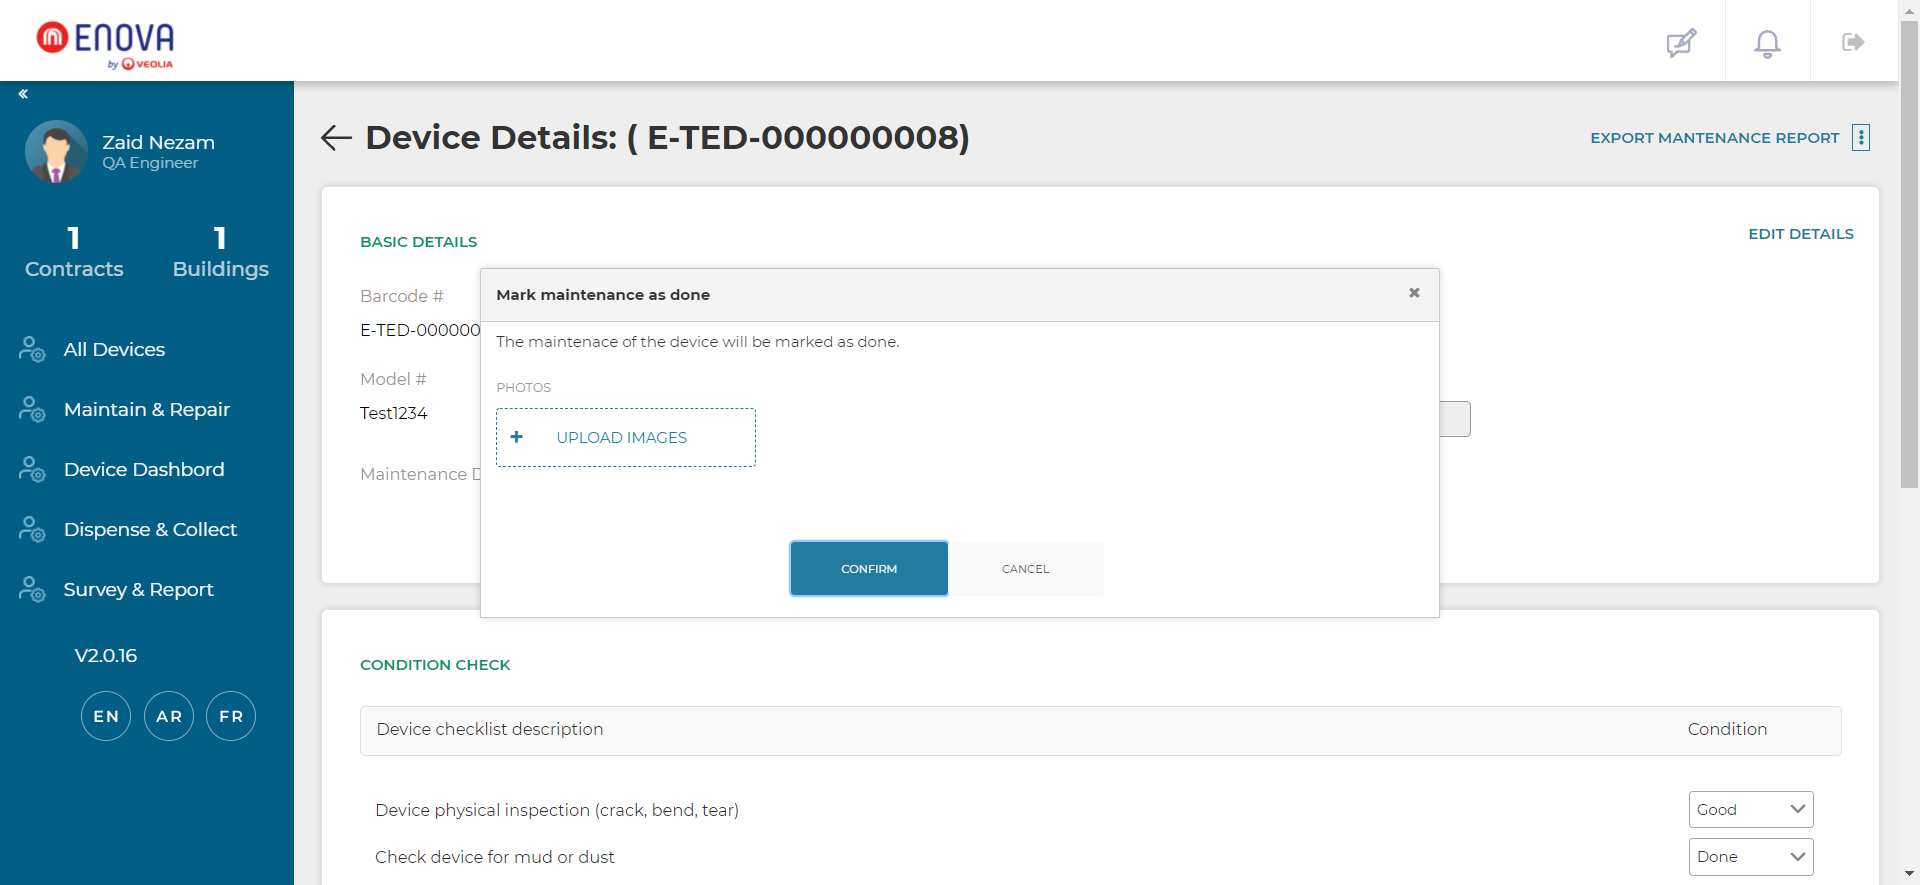 ENOVA
by VEOLIA
«
Zaid Nezam
QA Engineer
1
Contracts
1
Buildings
All Devices
Maintain & Repair
Device Dashbord
Dispense & Collect
Survey & Report
V2.0.16
EN
AR
FR
Device Details: ( E-TED-000000008)
EXPORT MANTENANCE REPORT
BASIC DETAILS
EDIT DETAILS
Barcode #
E-TED-000000
Model #
Test1234
Maintenance D
Mark maintenance as done
The maintenace of the device will be marked as done.
PHOTOS
+ UPLOAD IMAGES
CONFIRM
CANCEL
CONDITION CHECK
Device checklist description
Condition
Device physical inspection (crack, bend, tear)
Good
Check device for mud or dust
Done